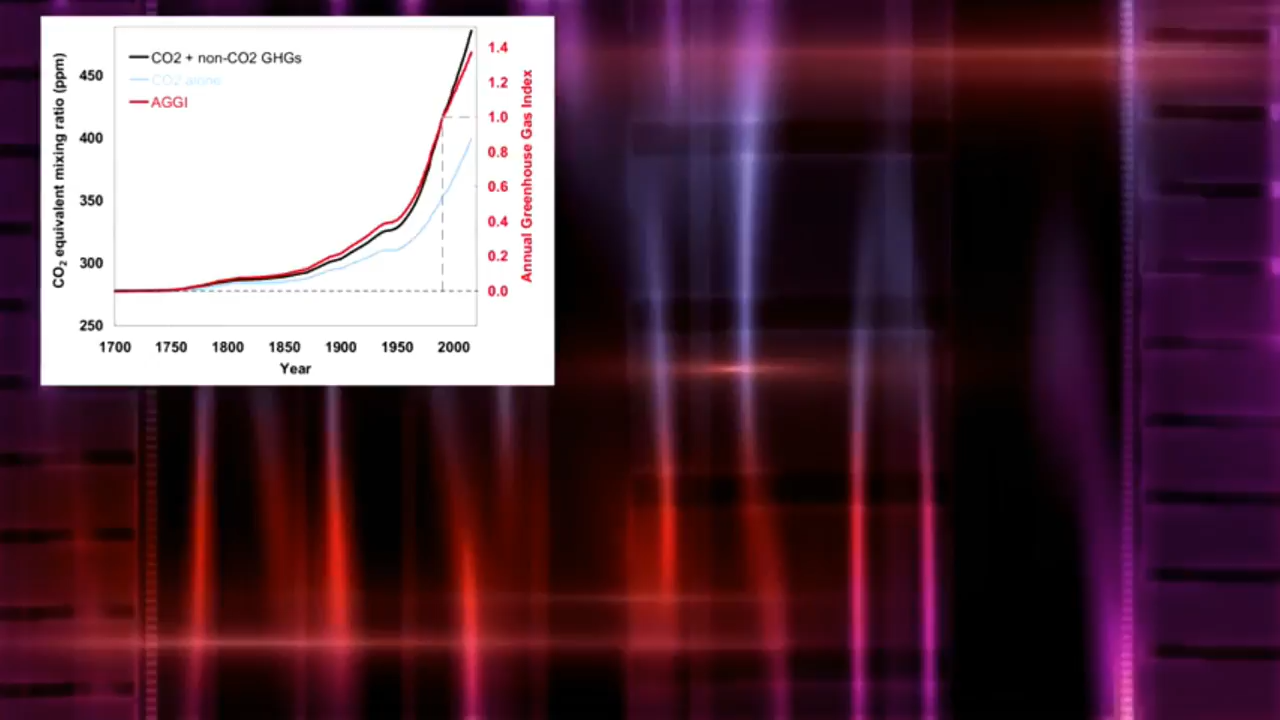 CO2 + non-CO2 GHGs
CO2 alone
AGGI
CO2 equivalent mixing ratio (ppm)
450
400
350
300
250
1.4
1.2
1.0
0.8
0.6
0.4
0.2
0.0
Annual Greenhouse Gas Index
1700 1750 1800 1850 1900 1950 2000
Year